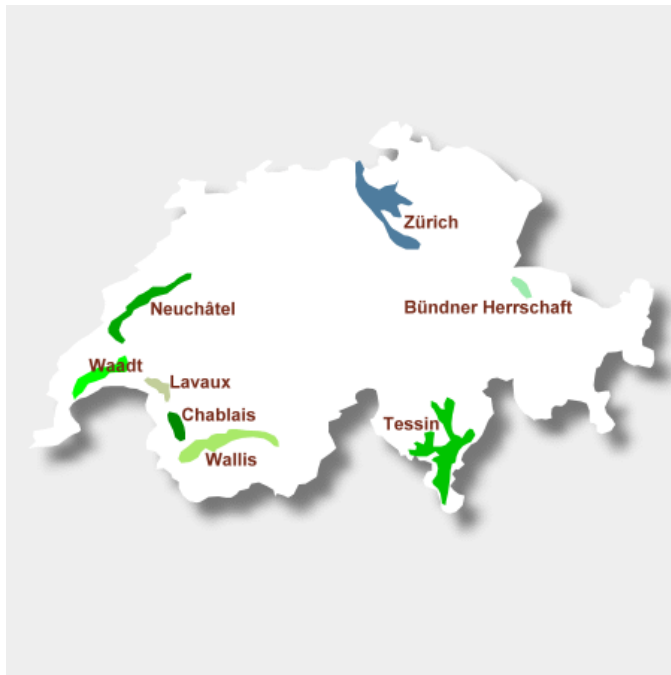 Zürich
Bündner Herrschaft
Neuchâtel
Waadt
Lavaux
Chablais
Tessin
Wallis